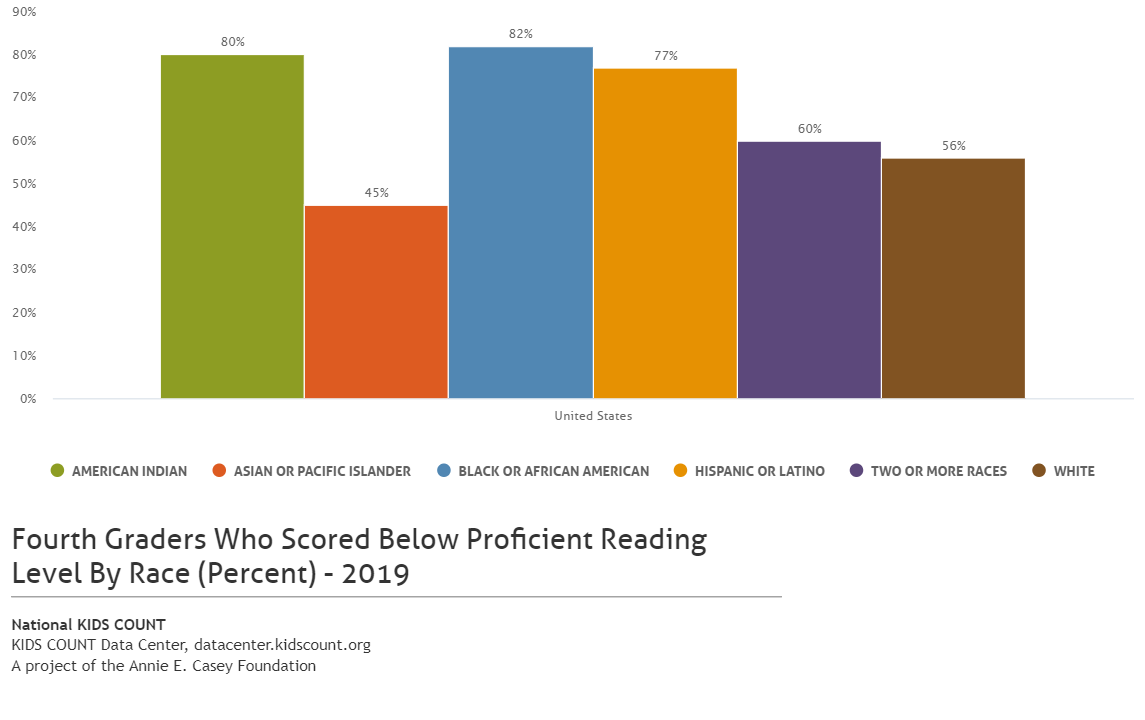 90%
80%
70%
60%
50%
40%
30%
20%
10%
0%
80%
45%
82%
77%
60%
56%
United States
AMERICAN INDIAN ASIAN OR PACIFIC ISLANDER BLACK OR AFRICAN AMERICAN HISPANIC OR LATINO TWO OR MORE RACES WHITE
Fourth Graders Who Scored Below Proficient Reading
Level By Race (Percent) – 2019
National KIDS COUNT
KIDS COUNT Data Center, datacenter.kidscount.org
A project of the Annie E. Casey Foundation